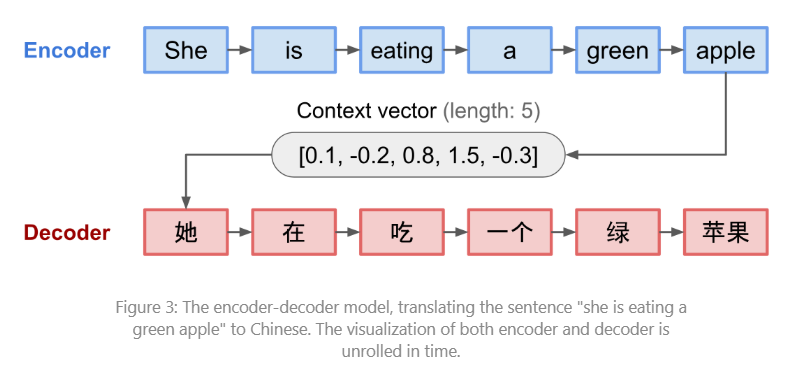 Encoder She is eating a green apple
Context vector (length: 5)
[0.1, -0.2, 0.8, 1.5, -0.3]
Decoder 她 在 吃 一个 绿 苹果
Figure 3: The encoder-decoder model, translating the sentence "she is eating a
green apple" to Chinese. The visualization of both encoder and decoder is
unrolled in time.